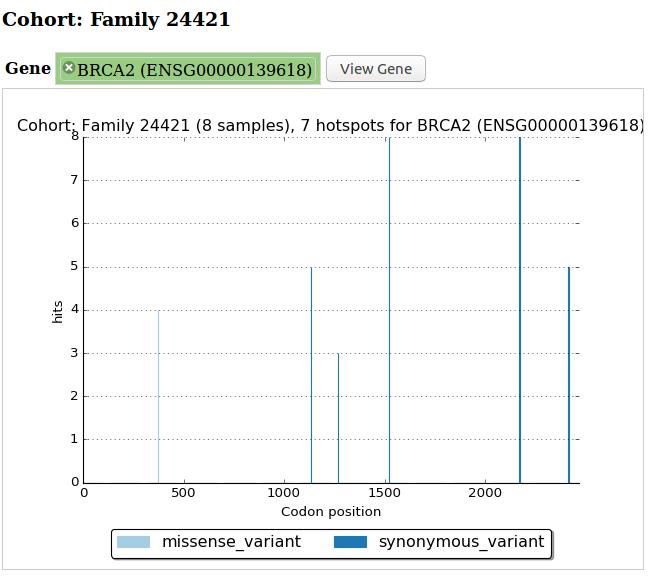 Cohort: Family 24421
Gene BRCA2 (ENSG00000139618) View Gene
Cohort: Family 24421 (8 samples), 7 hotspots for BRCA2 (ENSG00000139618)
8
7
6
5
hits
4
3
2
1
0
0 500 1000 1500 2000
Codon position
missense_variant synonymous_variant